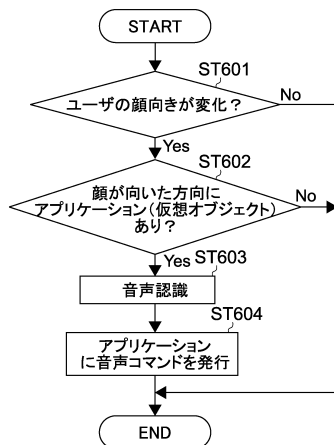 START
ST601
ユーザの顔向きが変化？
No
Yes
ST602
顔が向いた方向に
アプリケーション(仮想オブジェクト)
あり？
No
Yes
ST603
音声認識
ST604
アプリケーション
に音声コマンドを発行
END